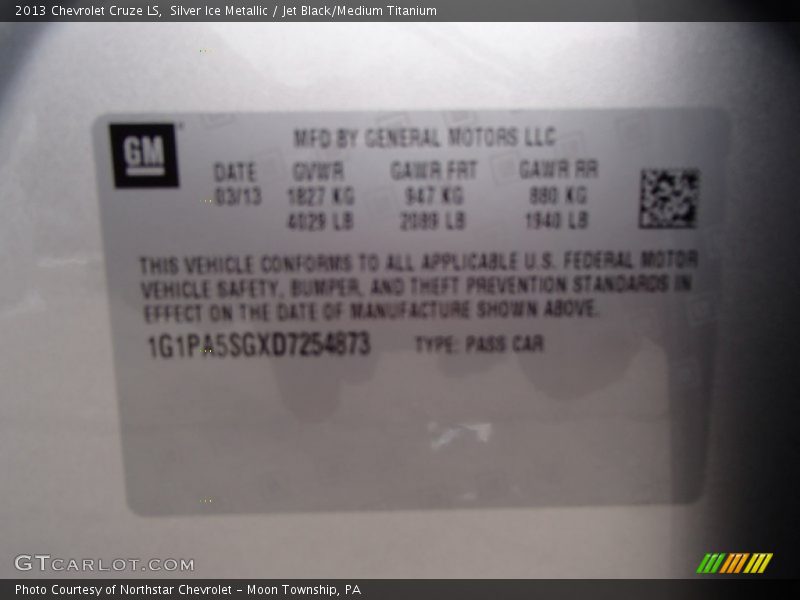 2013 Chevrolet Cruze LS,  Silver Ice Metallic / Jet Black/Medium Titanium
GM
MFD BY GENERAL MOTORS LLC
DATE GVWR GAWR FRT GAWR RR
03/13 1827 KG 947 KG 880 KG
4029 LB 2089 LB 1940 LB
THIS VEHICLE CONFORMS TO ALL APPLICABLE U.S. FEDERAL MOTOR
VEHICLE SAFETY, BUMPER, AND THEFT PREVENTION STANDARDS IN
EFFECT ON THE DATE OF MANUFACTURE SHOWN ABOVE.
1G1PA5SGXD7254873 TYPE: PASS CAR
GTCARLOT.COM
Photo Courtesy of Northstar Chevrolet – Moon Township, PA